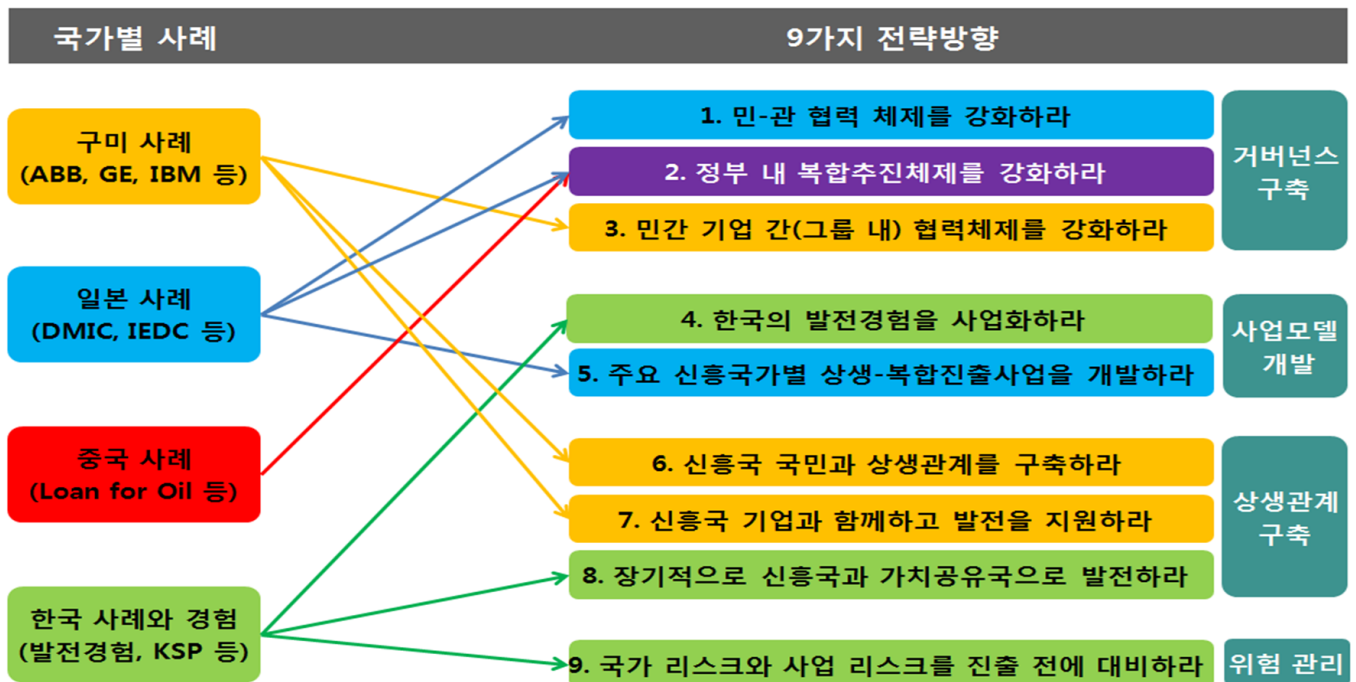 국가별 사례
9가지 전략방향
구미 사례
(ABB, GE, IBM 등)
일본 사례
(DMIC, IEDC 등)
중국 사례
(Loan for Oil 등)
한국 사례와 경험
(발전경험, KSP 등)
1. 민-관 협력 체제를 강화하라
2. 정부 내 복합추진체제를 강화하라
3. 민간 기업 간(그룹 내) 협력체제를 강화하라
거버넌스
구축
4. 한국의 발전경험을 사업화하라
5. 주요 신흥국가별 상생-복합진출사업을 개발하라
사업모델
개발
6. 신흥국 국민과 상생관계를 구축하라
7. 신흥국 기업과 함께하고 발전을 지원하라
8. 장기적으로 신흥국과 가치공유국으로 발전하라
상생관계
구축
9. 국가 리스크와 사업 리스크를 진출 전에 대비하라
위험 관리